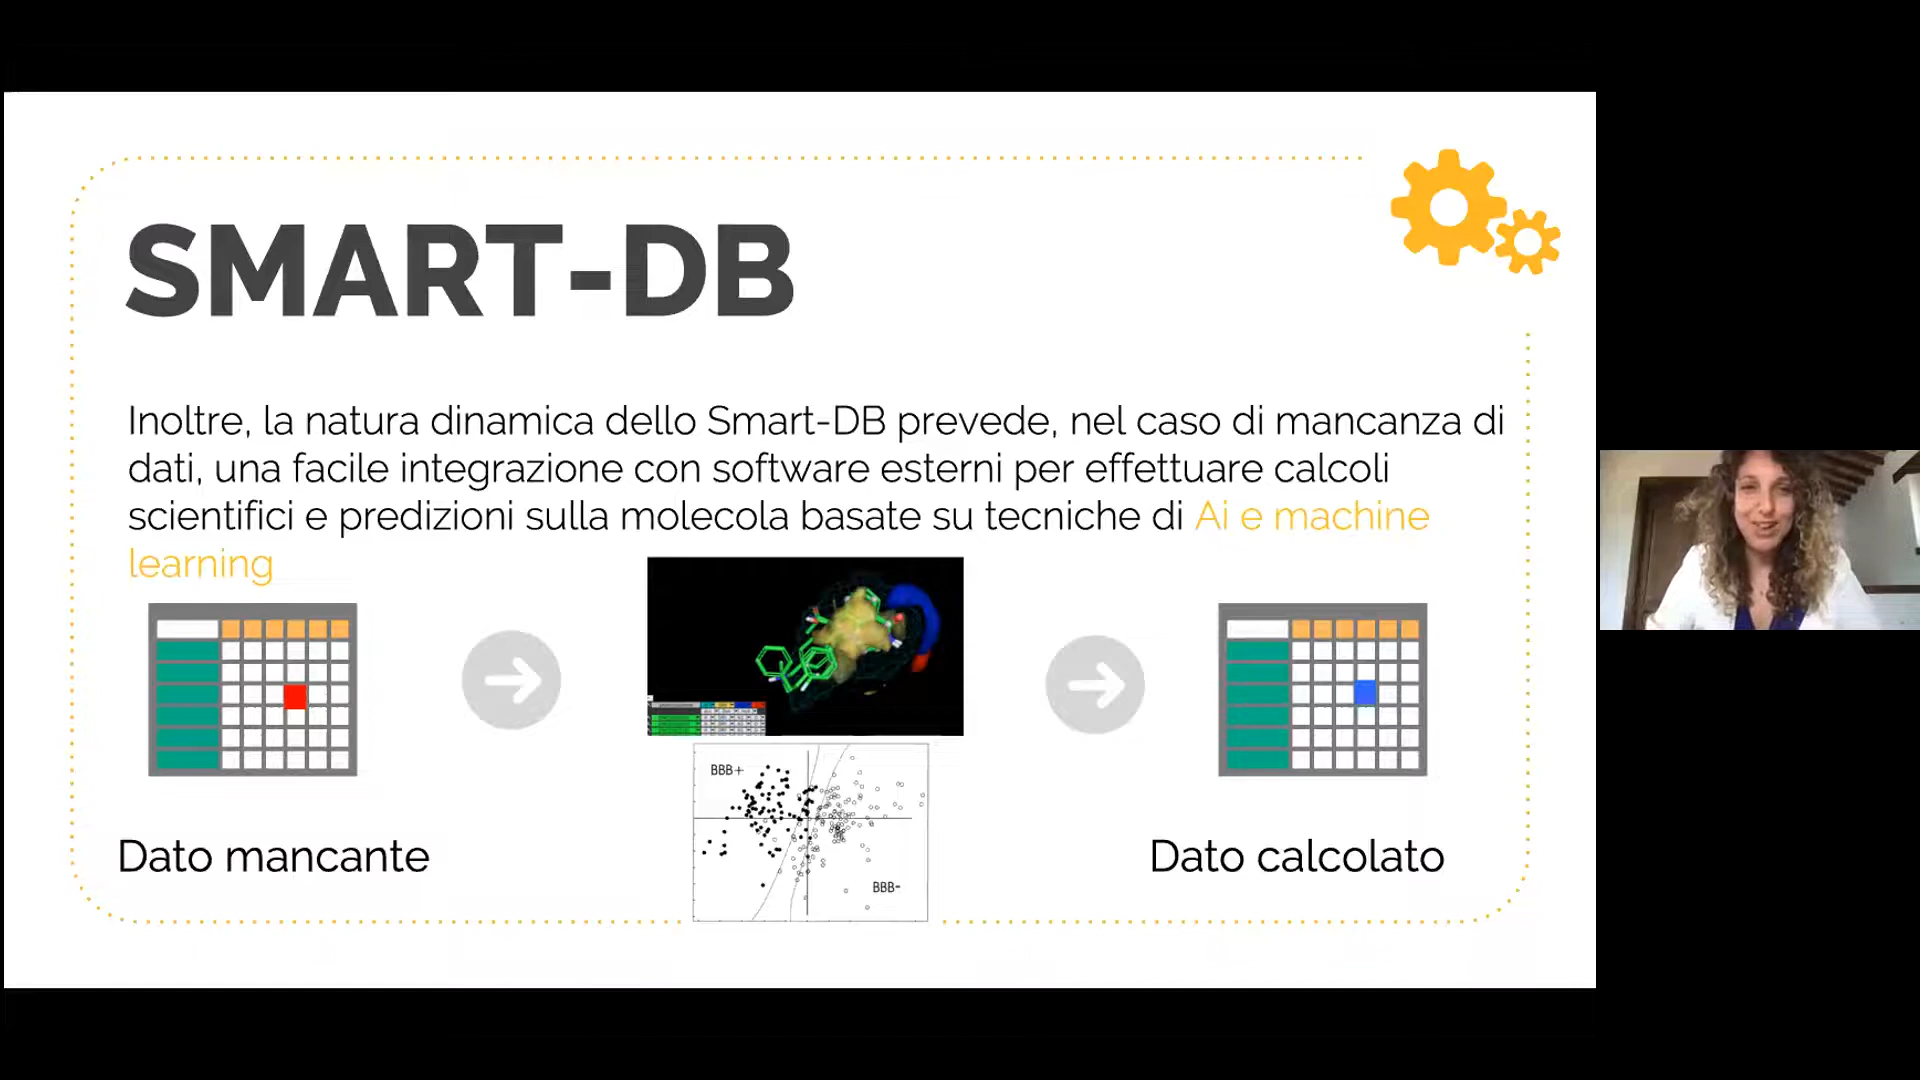 SMART-DB
Inoltre, la natura dinamica dello Smart-DB prevede, nel caso di mancanza di
dati, una facile integrazione con software esterni per effettuare calcoli
scientifici e predizioni sulla molecola basate su tecniche di Ai e machine
learning
BBB+
BBB-
Dato mancante
Dato calcolato